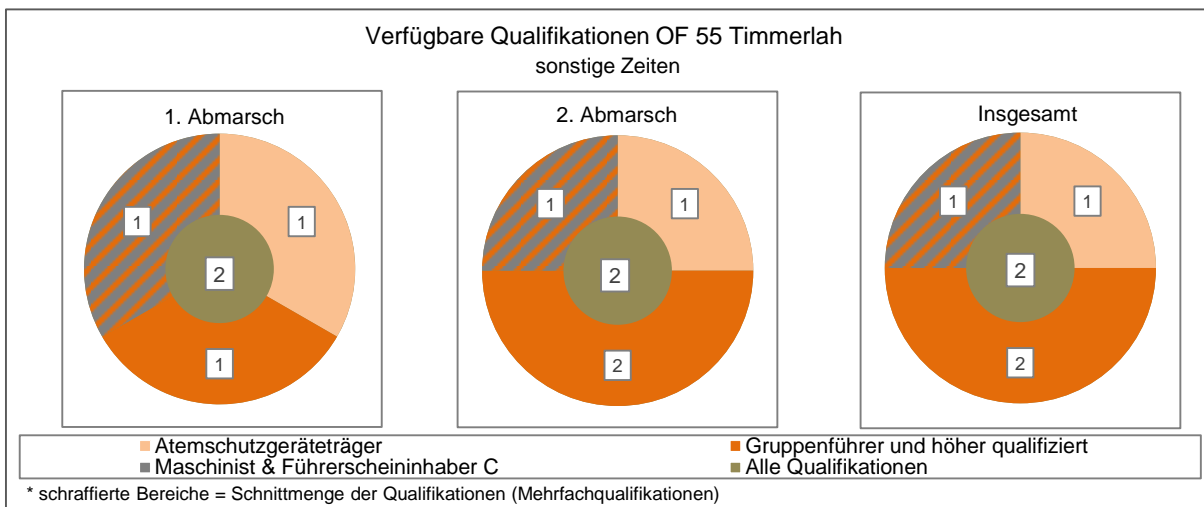 Verfügbare Qualifikationen OF 55 Timmerlah
sonstige Zeiten
1. Abmarsch
1
1
2
1
2. Abmarsch
1
1
2
2
Insgesamt
1
1
2
2
Atemschutzgeräteträger
Gruppenführer und höher qualifiziert
Maschinist & Führerscheininhaber C
Alle Qualifikationen
* schraffierte Bereiche = Schnittmenge der Qualifikationen (Mehrfachqualifikationen)